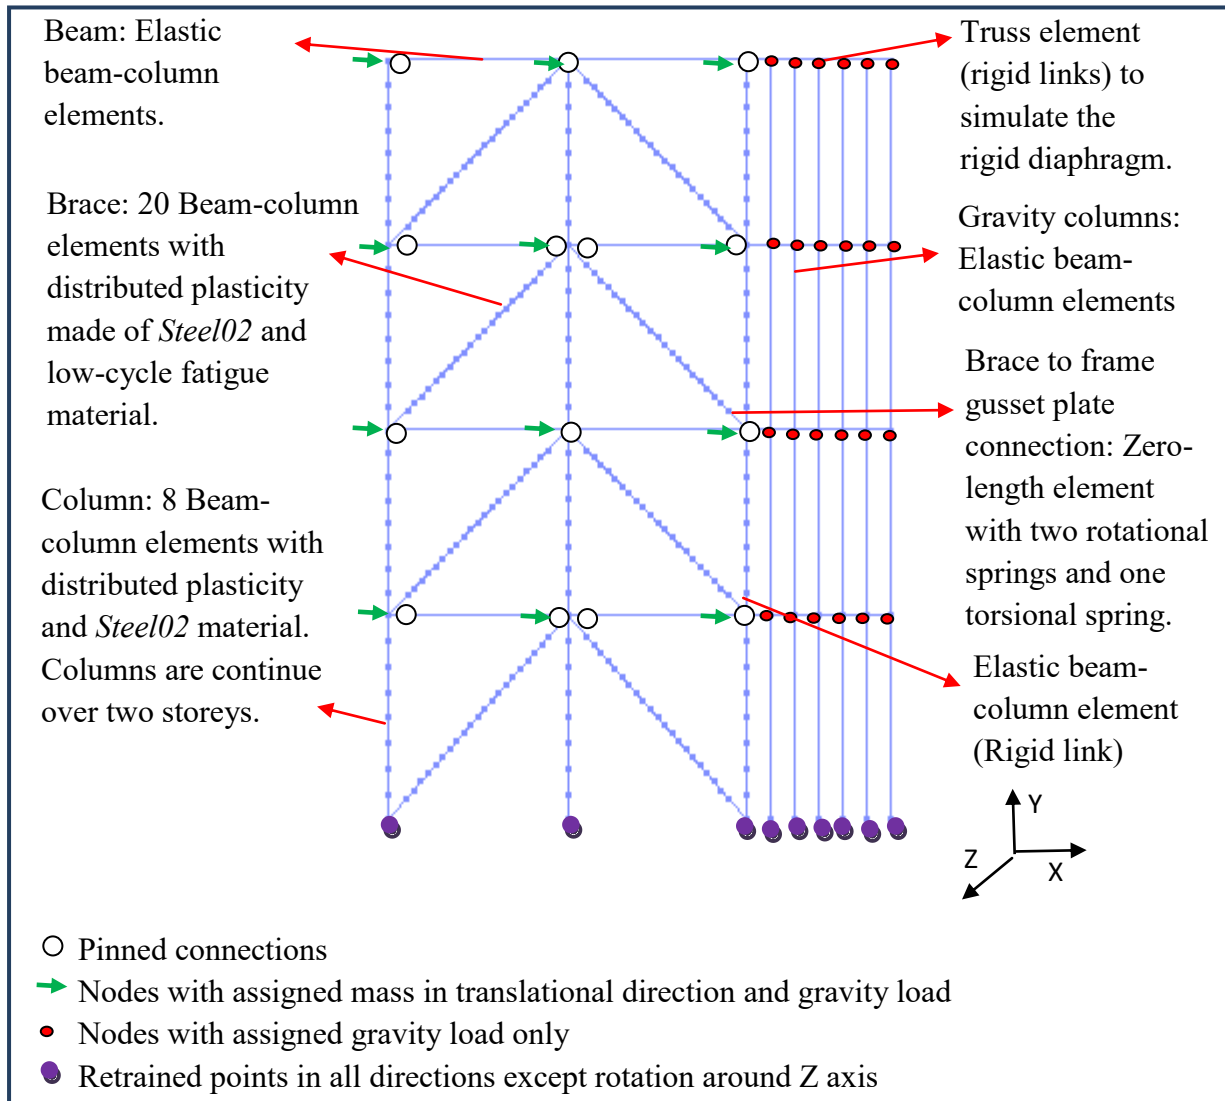 Beam: Elastic
beam-column
elements.
Truss element
(rigid links) to
simulate the
rigid diaphragm.
Brace: 20 Beam-column
elements with
distributed plasticity
made of Steel02 and
low-cycle fatigue
material.
Gravity columns:
Elastic beam-
column elements
Brace to frame
gusset plate
connection: Zero-
length element
with two rotational
springs and one
torsional spring.
Column: 8 Beam-
column elements with
distributed plasticity
and Steel02 material.
Columns are continue
over two storeys.
Elastic beam-
column element
(Rigid link)
Y
Z
X
Pinned connections
Nodes with assigned mass in translational direction and gravity load
Nodes with assigned gravity load only
Retrained points in all directions except rotation around Z axis